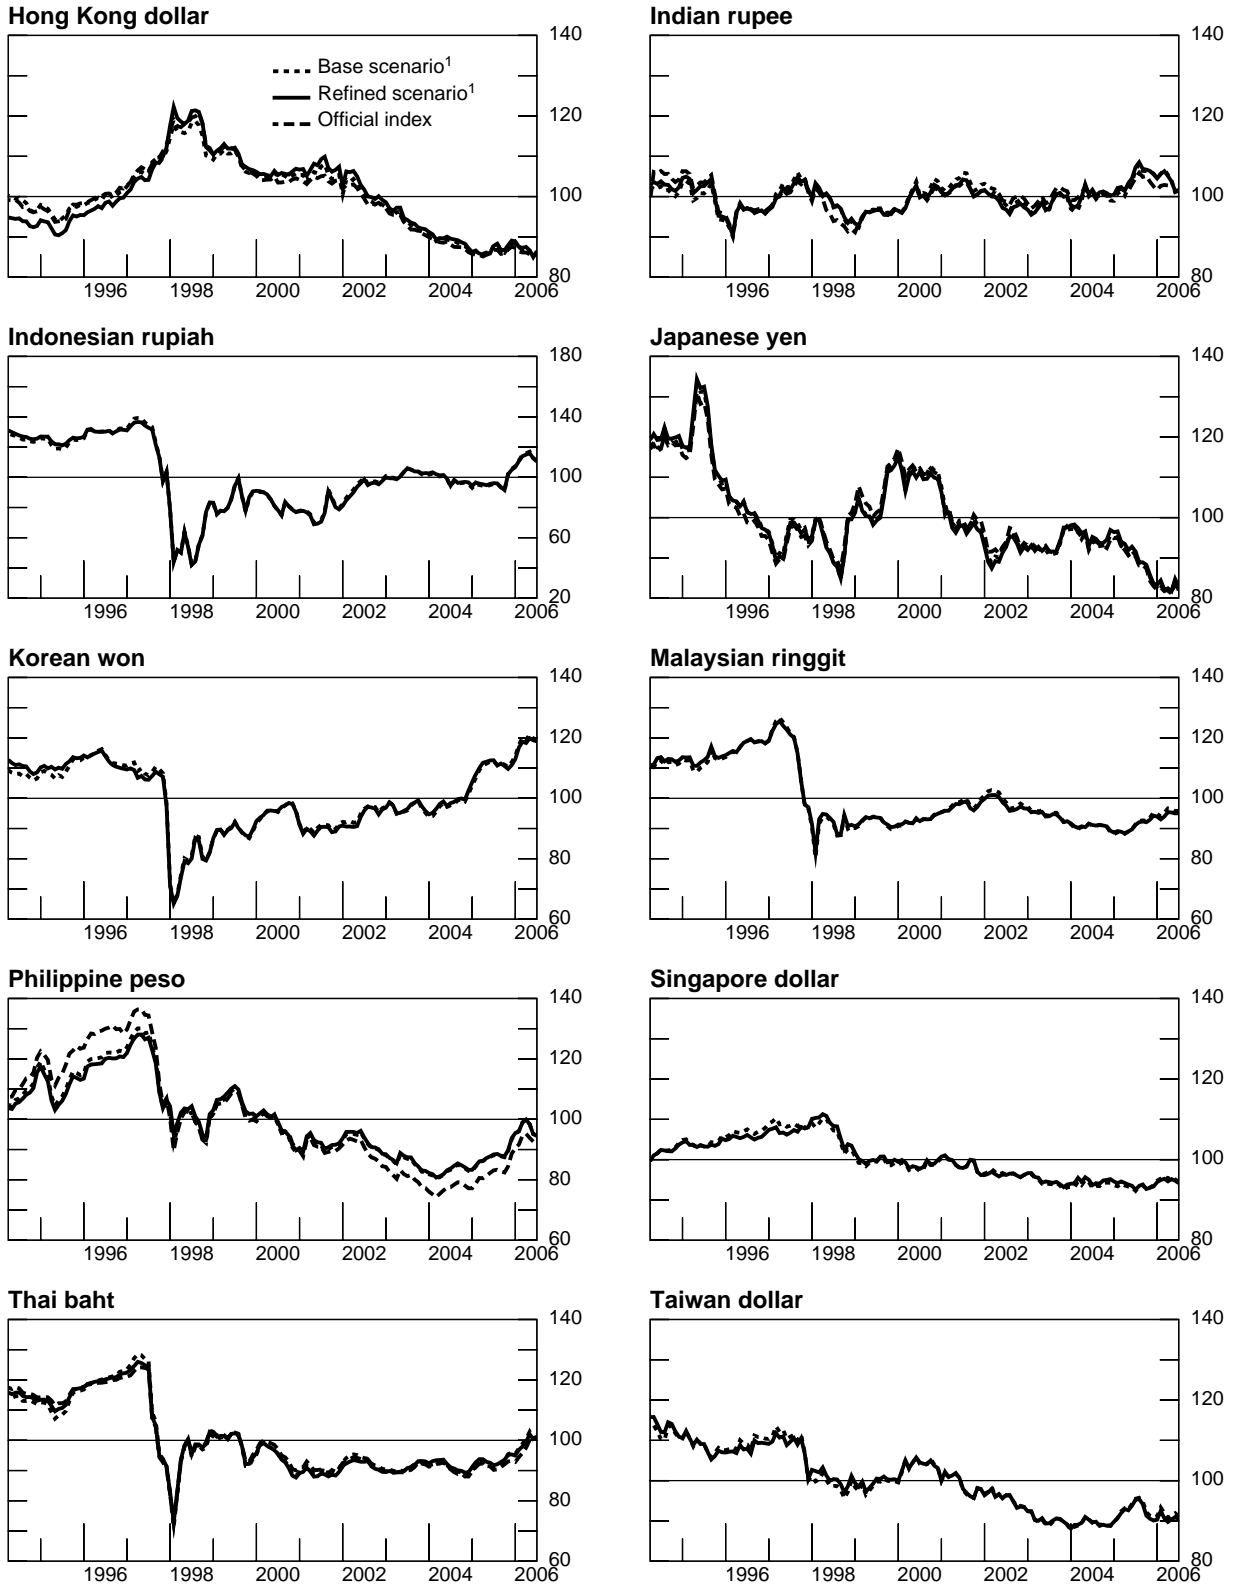 Hong Kong dollar
140
Base scenario1
Refined scenario1
Official index
120
100
80
1996 1998 2000 2002 2004 2006
Indian rupee
140
120
100
80
1996 1998 2000 2002 2004 2006
Indonesian rupiah
180
140
100
60
20
1996 1998 2000 2002 2004 2006
Japanese yen
140
120
100
80
1996 1998 2000 2002 2004 2006
Korean won
140
120
100
80
60
1996 1998 2000 2002 2004 2006
Malaysian ringgit
140
120
100
80
60
1996 1998 2000 2002 2004 2006
Philippine peso
140
120
100
80
60
1996 1998 2000 2002 2004 2006
Singapore dollar
140
120
100
80
1996 1998 2000 2002 2004 2006
Thai baht
140
120
100
80
60
1996 1998 2000 2002 2004 2006
Taiwan dollar
140
120
100
80
1996 1998 2000 2002 2004 2006